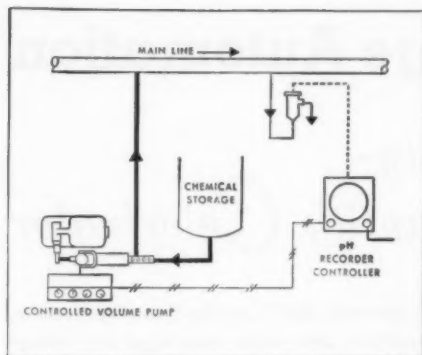 MAIN LINE
CHEMICAL
STORAGE
pH
RECORDER
CONTROLLER
CONTROLLED VOLUME PUMP